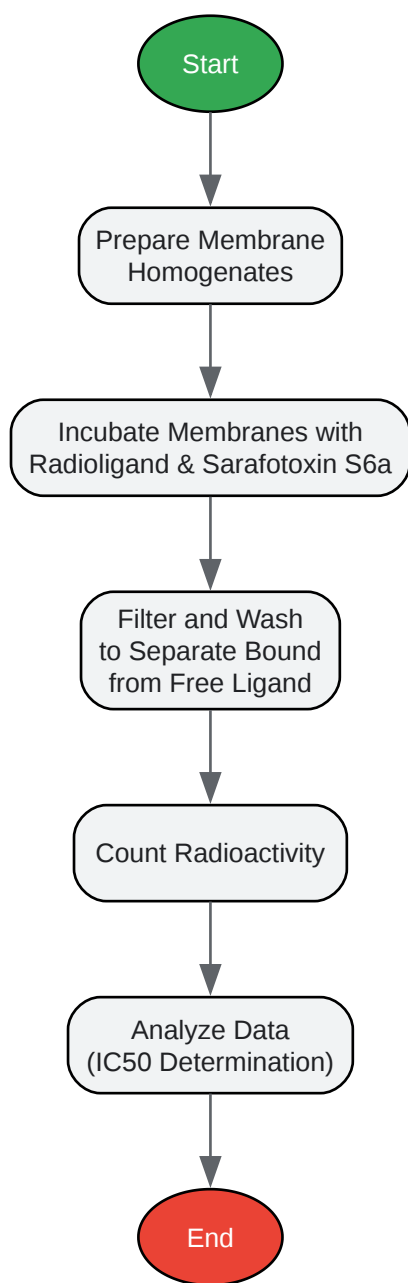 Start
Prepare Membrane
Homogenates
Incubate Membranes with
Radioligand & Sarafotoxin S6a
Filter and Wash
to Separate Bound
from Free Ligand
Count Radioactivity
Analyze Data
(IC50 Determination)
End